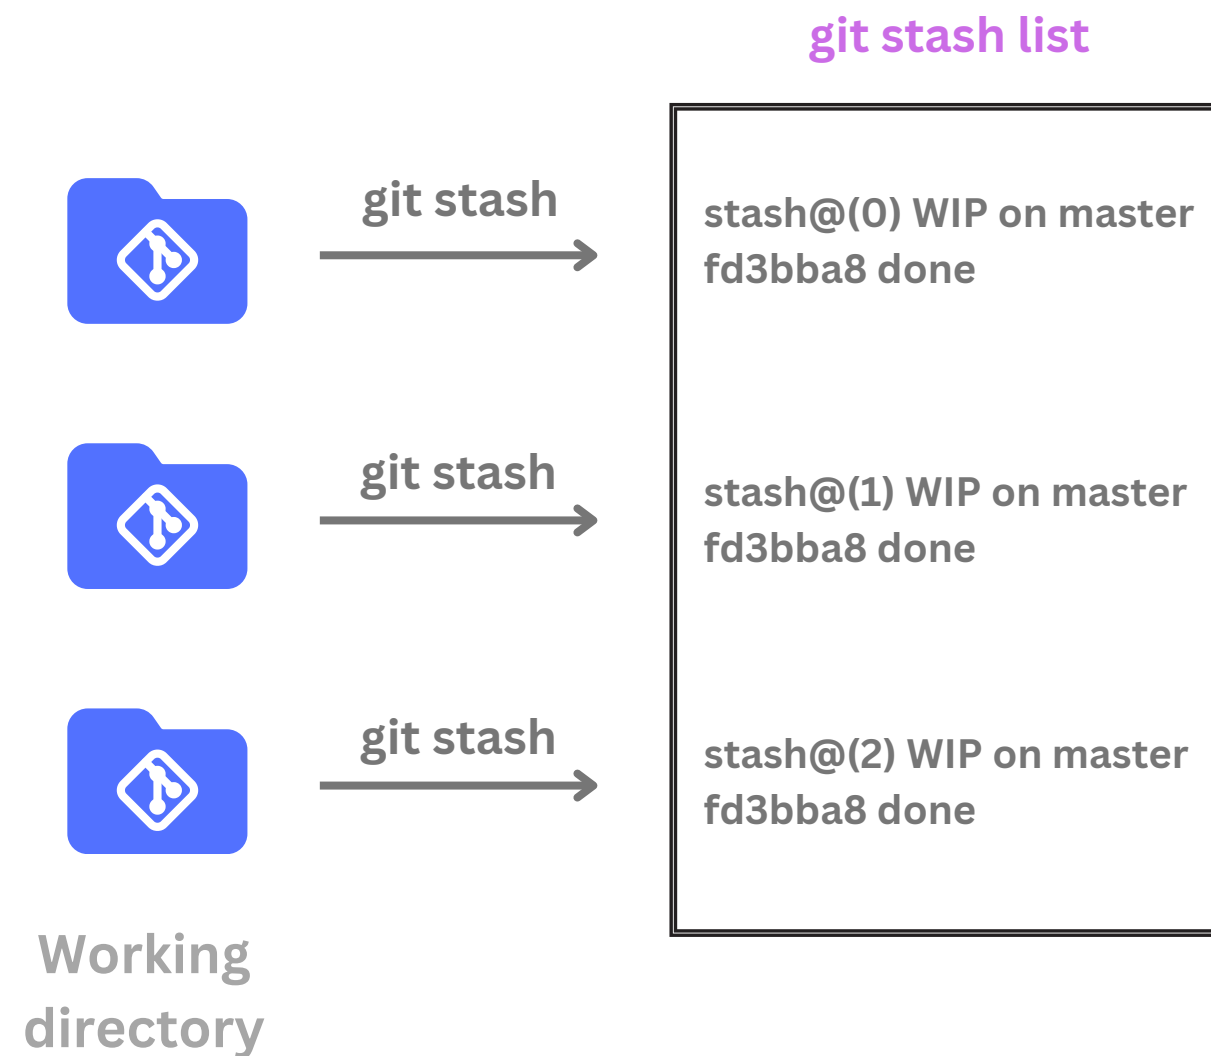 git stash list
git stash
stash@(0) WIP on master
fd3bba8 done
git stash
stash@(1) WIP on master
fd3bba8 done
git stash
stash@(2) WIP on master
fd3bba8 done
Working
directory